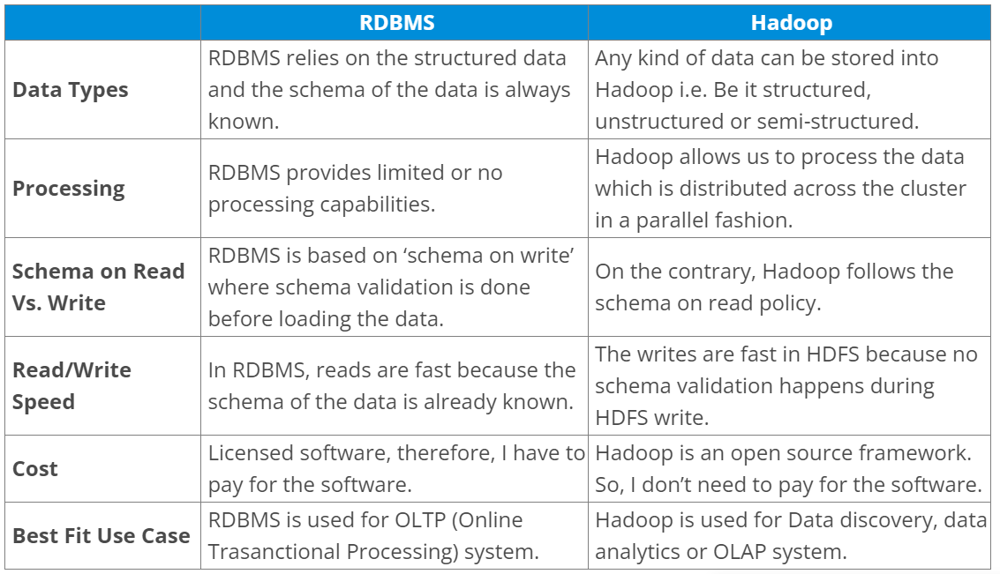 RDBMS
Hadoop
Data Types
RDBMS relies on the structured data
and the schema of the data is always
known.
Any kind of data can be stored into
Hadoop i.e. Be it structured,
unstructured or semi-structured.
Processing
RDBMS provides limited or no
processing capabilities.
Hadoop allows us to process the data
which is distributed across the cluster
in a parallel fashion.
Schema on Read
Vs. Write
RDBMS is based on ‘schema on write’
where schema validation is done
before loading the data.
On the contrary, Hadoop follows the
schema on read policy.
Read/Write
Speed
In RDBMS, reads are fast because the
schema of the data is already known.
The writes are fast in HDFS because no
schema validation happens during
HDFS write.
Cost
Licensed software, therefore, I have to
pay for the software.
Hadoop is an open source framework.
So, I don’t need to pay for the software.
Best Fit Use Case
RDBMS is used for OLTP (Online
Trasanctional Processing) system.
Hadoop is used for Data discovery, data
analytics or OLAP system.